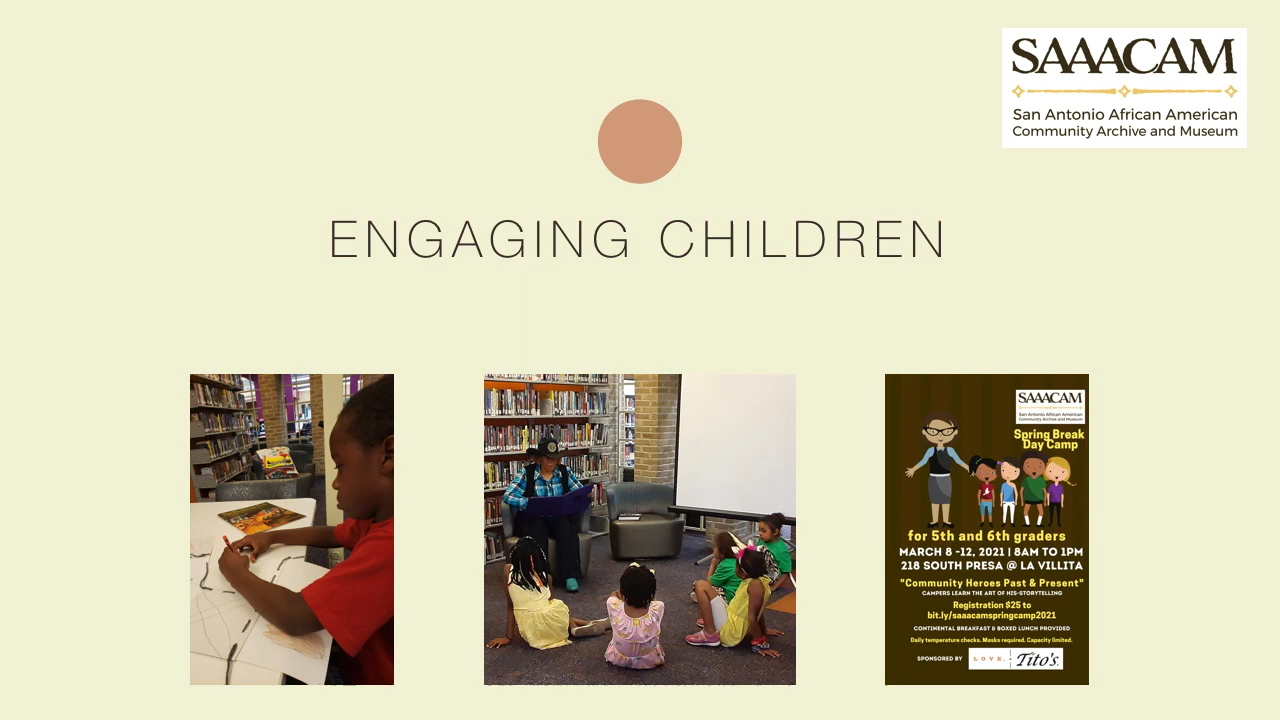 SAAACAM
San Antonio African American
Community Archive and Museum
ENGAGING CHILDREN
SAAACAM
San Antonio African American
Community Archive and Museum
Spring Break
Day Camp
for 5th and 6th graders
MARCH 8 -12, 2021 | 8AM TO 1PM
218 SOUTH PRESA @ LA VILLITA
"Community Heroes Past & Present"
CAMPERS LEARN THE ART OF HIS-STORYTELLING
Registration $25 to
bit.ly/saaacamspringcamp2021
CONTINENTAL BREAKFAST & BOXED LUNCH PROVIDED
Daily temperature checks. Masks required. Capacity limited.
SPONSORED BY
LOVE,
Tito's